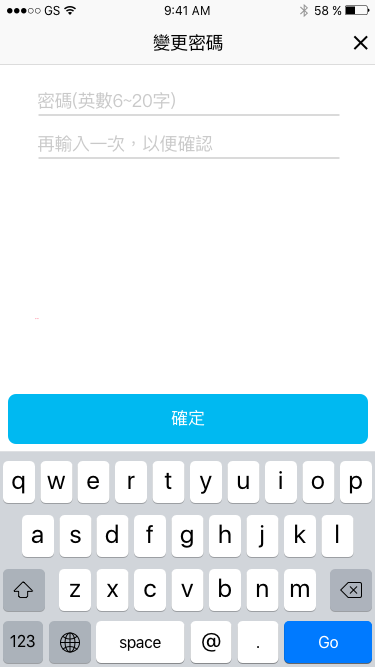 GS 9:41 AM 58 %
變更密碼
密碼(英數6~20字)
再輸入一次，以便確認
確定
q w e r t y u i o p
a s d f g h j k l
z x c v b n m
123 space @ . Go